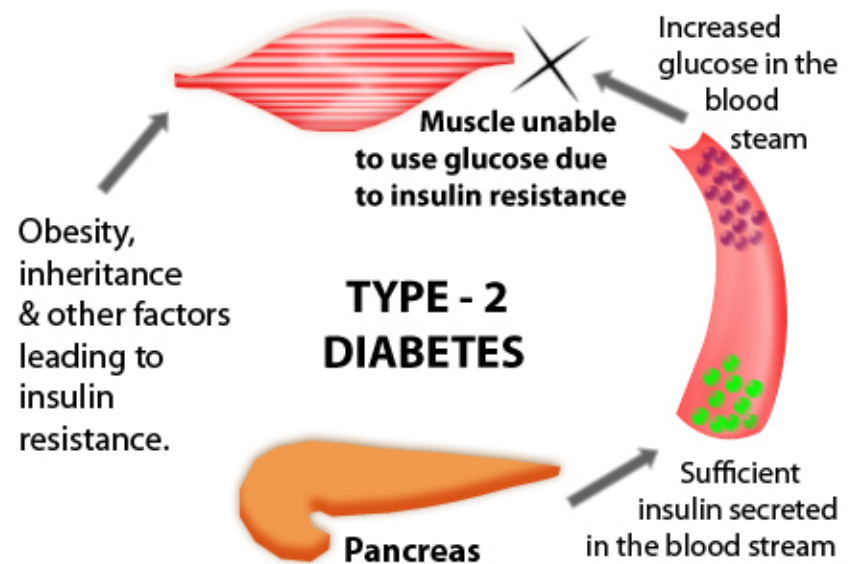 Increased
glucose in the
blood
steam
Muscle unable
to use glucose due
to insulin resistance
Obesity,
inheritance
& other factors
leading to
insulin
resistance.
TYPE - 2
DIABETES
Sufficient
insulin secreted
in the blood stream
Pancreas